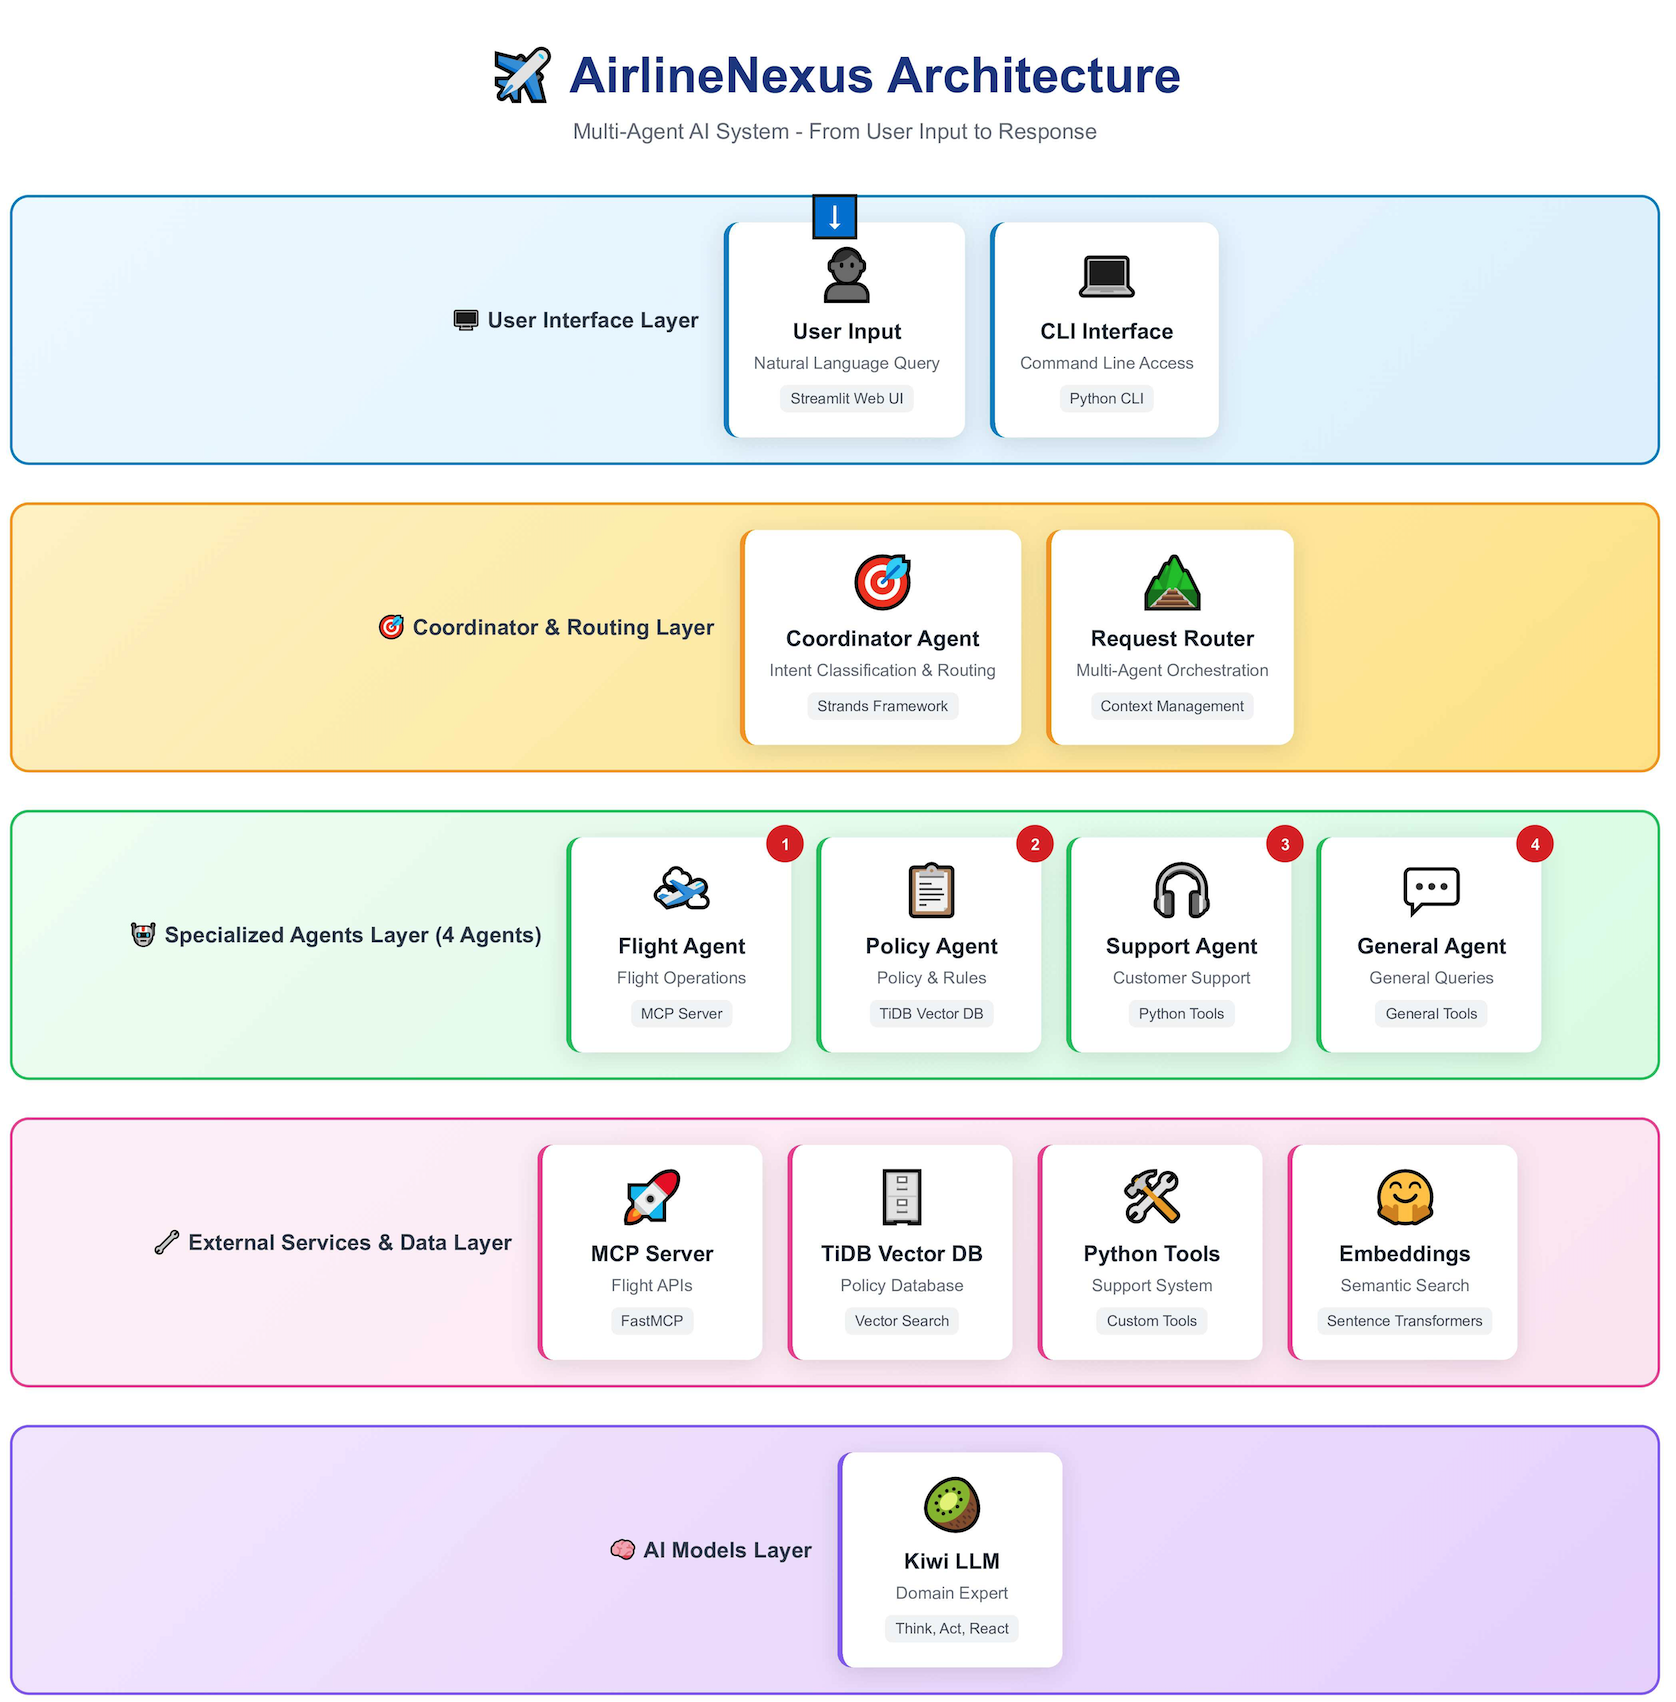 AirlineNexus Architecture
Multi-Agent AI System - From User Input to Response
User Interface Layer
User Input
Natural Language Query
Streamlit Web UI
CLI Interface
Command Line Access
Python CLI
Coordinator & Routing Layer
Coordinator Agent
Intent Classification & Routing
Strands Framework
Request Router
Multi-Agent Orchestration
Context Management
Specialized Agents Layer (4 Agents)
1
Flight Agent
Flight Operations
MCP Server
2
Policy Agent
Policy & Rules
TiDB Vector DB
3
Support Agent
Customer Support
Python Tools
4
General Agent
General Queries
General Tools
External Services & Data Layer
MCP Server
Flight APIs
FastMCP
TiDB Vector DB
Policy Database
Vector Search
Python Tools
Support System
Custom Tools
Embeddings
Semantic Search
Sentence Transformers
AI Models Layer
Kiwi LLM
Domain Expert
Think, Act, React